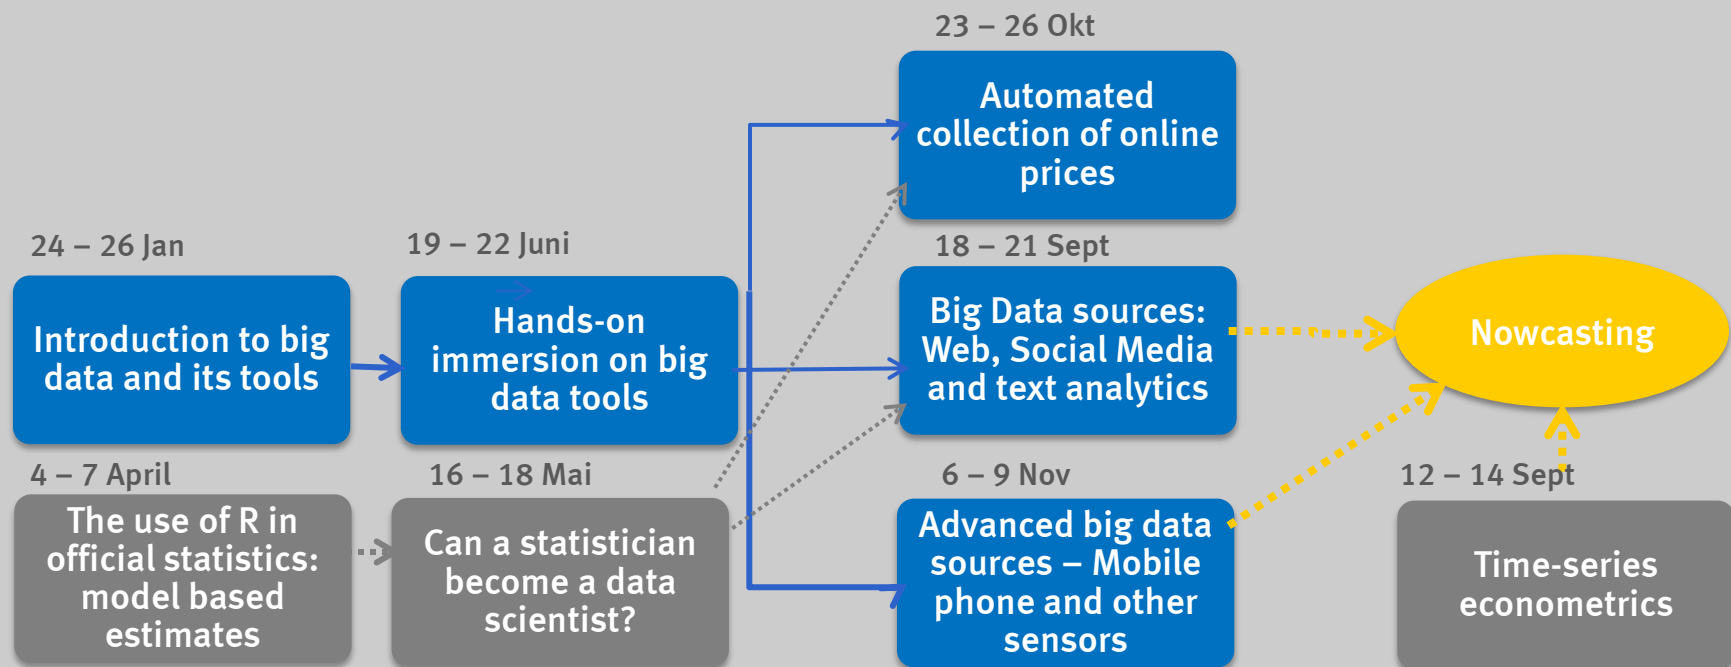 23 – 26 Okt
Automated
collection of online
prices
24 – 26 Jan
Introduction to big
data and its tools
19 – 22 Juni
Hands-on
immersion on big
data tools
18 – 21 Sept
Big Data sources:
Web, Social Media
and text analytics
Nowcasting
4 – 7 April
The use of R in
official statistics:
model based
estimates
16 – 18 Mai
Can a statistician
become a data
scientist?
6 – 9 Nov
Advanced big data
sources – Mobile
phone and other
sensors
12 – 14 Sept
Time-series
econometrics